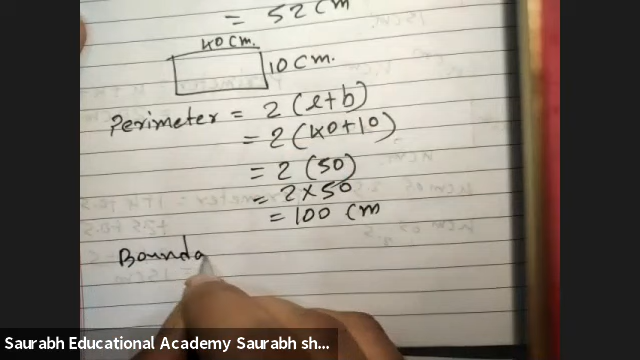 = 52 cm
40 cm.
10 cm.
Perimeter = 2 (l+b)
= 2 (40+10)
= 2 (50)
= 2 × 50
= 100 cm
Bounda
Saurabh Educational Academy Saurabh sh...